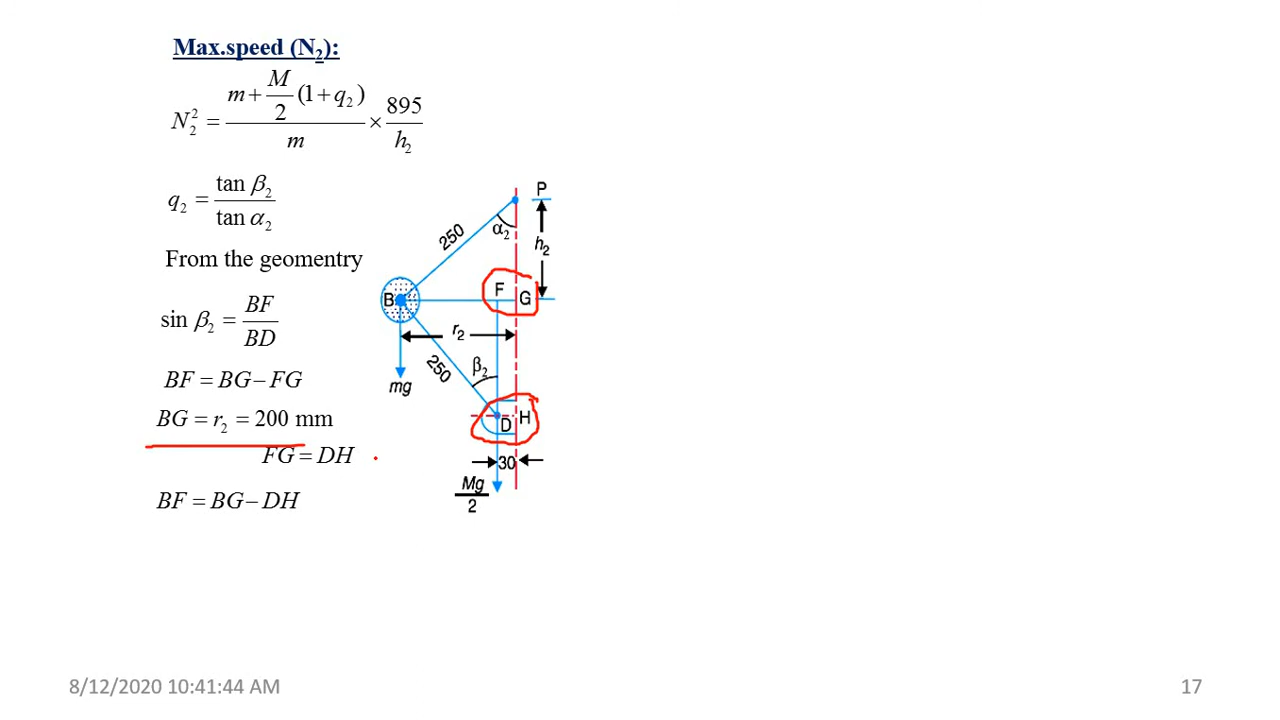 Max.speed (N₂):
N₂² = (m + M/2 (1 + q₂)) / m × 895 / h₂
q₂ = tan β₂ / tan α₂
From the geomentry
sin β₂ = BF / BD
BF = BG − FG
BG = r₂ = 200 mm
FG = DH
BF = BG − DH
P
250
α₂
h₂
B
F
G
r₂
250
β₂
mg
D
H
30
Mg/2
8/12/2020 10:41:44 AM
17